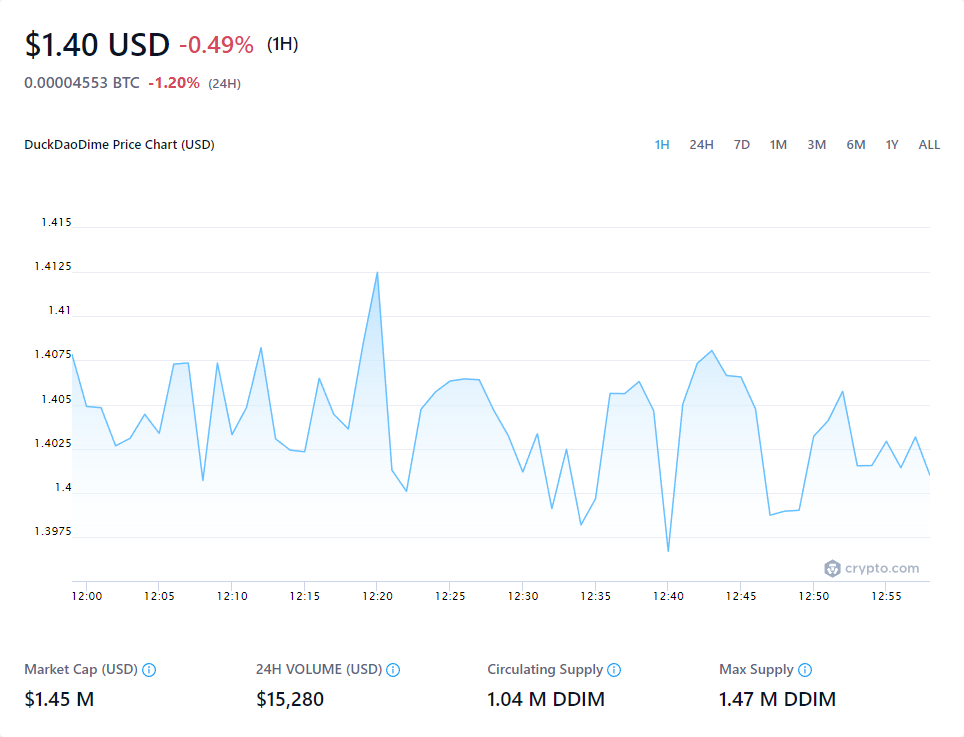 $1.40 USD -0.49% (1H)
0.00004553 BTC -1.20% (24H)
DuckDaoDime Price Chart (USD) 1H 24H 7D 1M 3M 6M 1Y ALL
1.415
1.4125
1.41
1.4075
1.405
1.4025
1.4
1.3975
crypto.com
12:00 12:05 12:10 12:15 12:20 12:25 12:30 12:35 12:40 12:45 12:50 12:55
Market Cap (USD) 24H VOLUME (USD) Circulating Supply Max Supply
$1.45 M $15,280 1.04 M DDIM 1.47 M DDIM